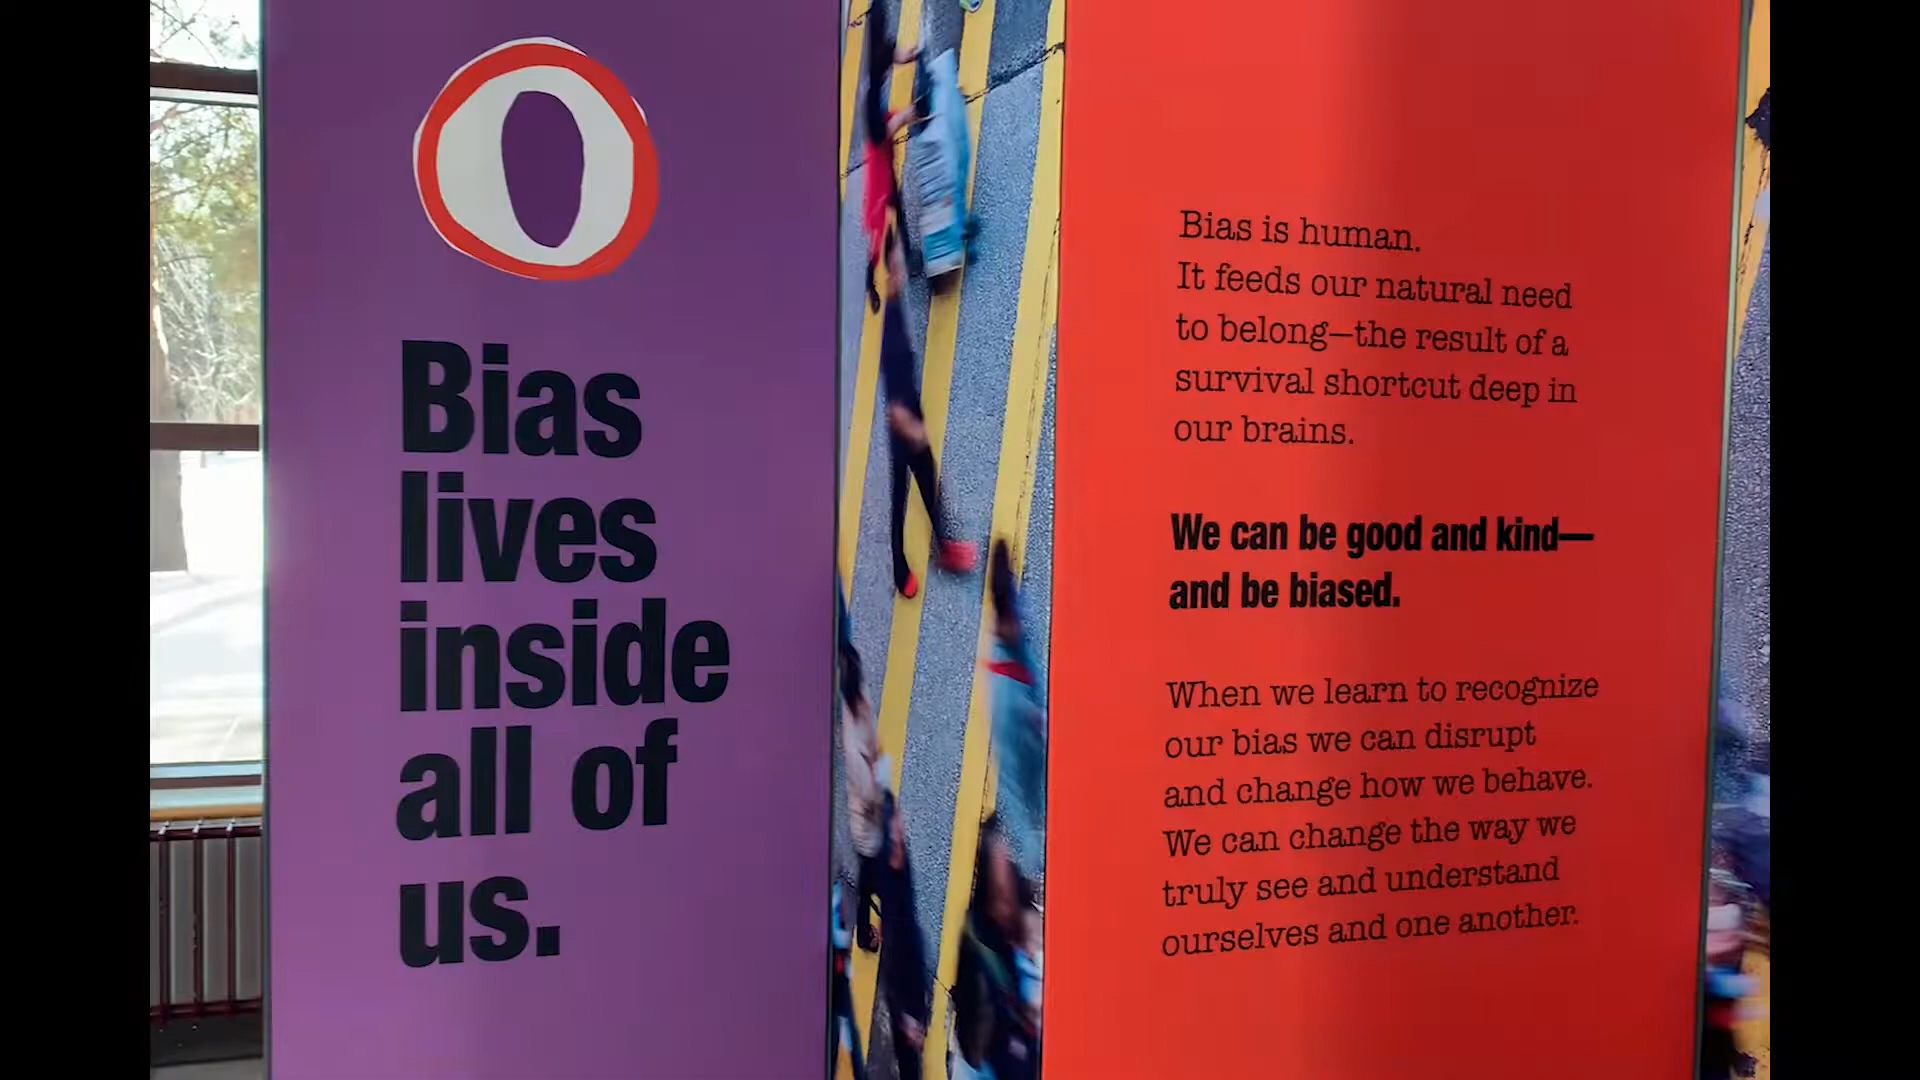 Bias
lives
inside
all of
us.
Bias is human.
It feeds our natural need
to belong—the result of a
survival shortcut deep in
our brains.
We can be good and kind—
and be biased.
When we learn to recognize
our bias we can disrupt
and change how we behave.
We can change the way we
truly see and understand
ourselves and one another.